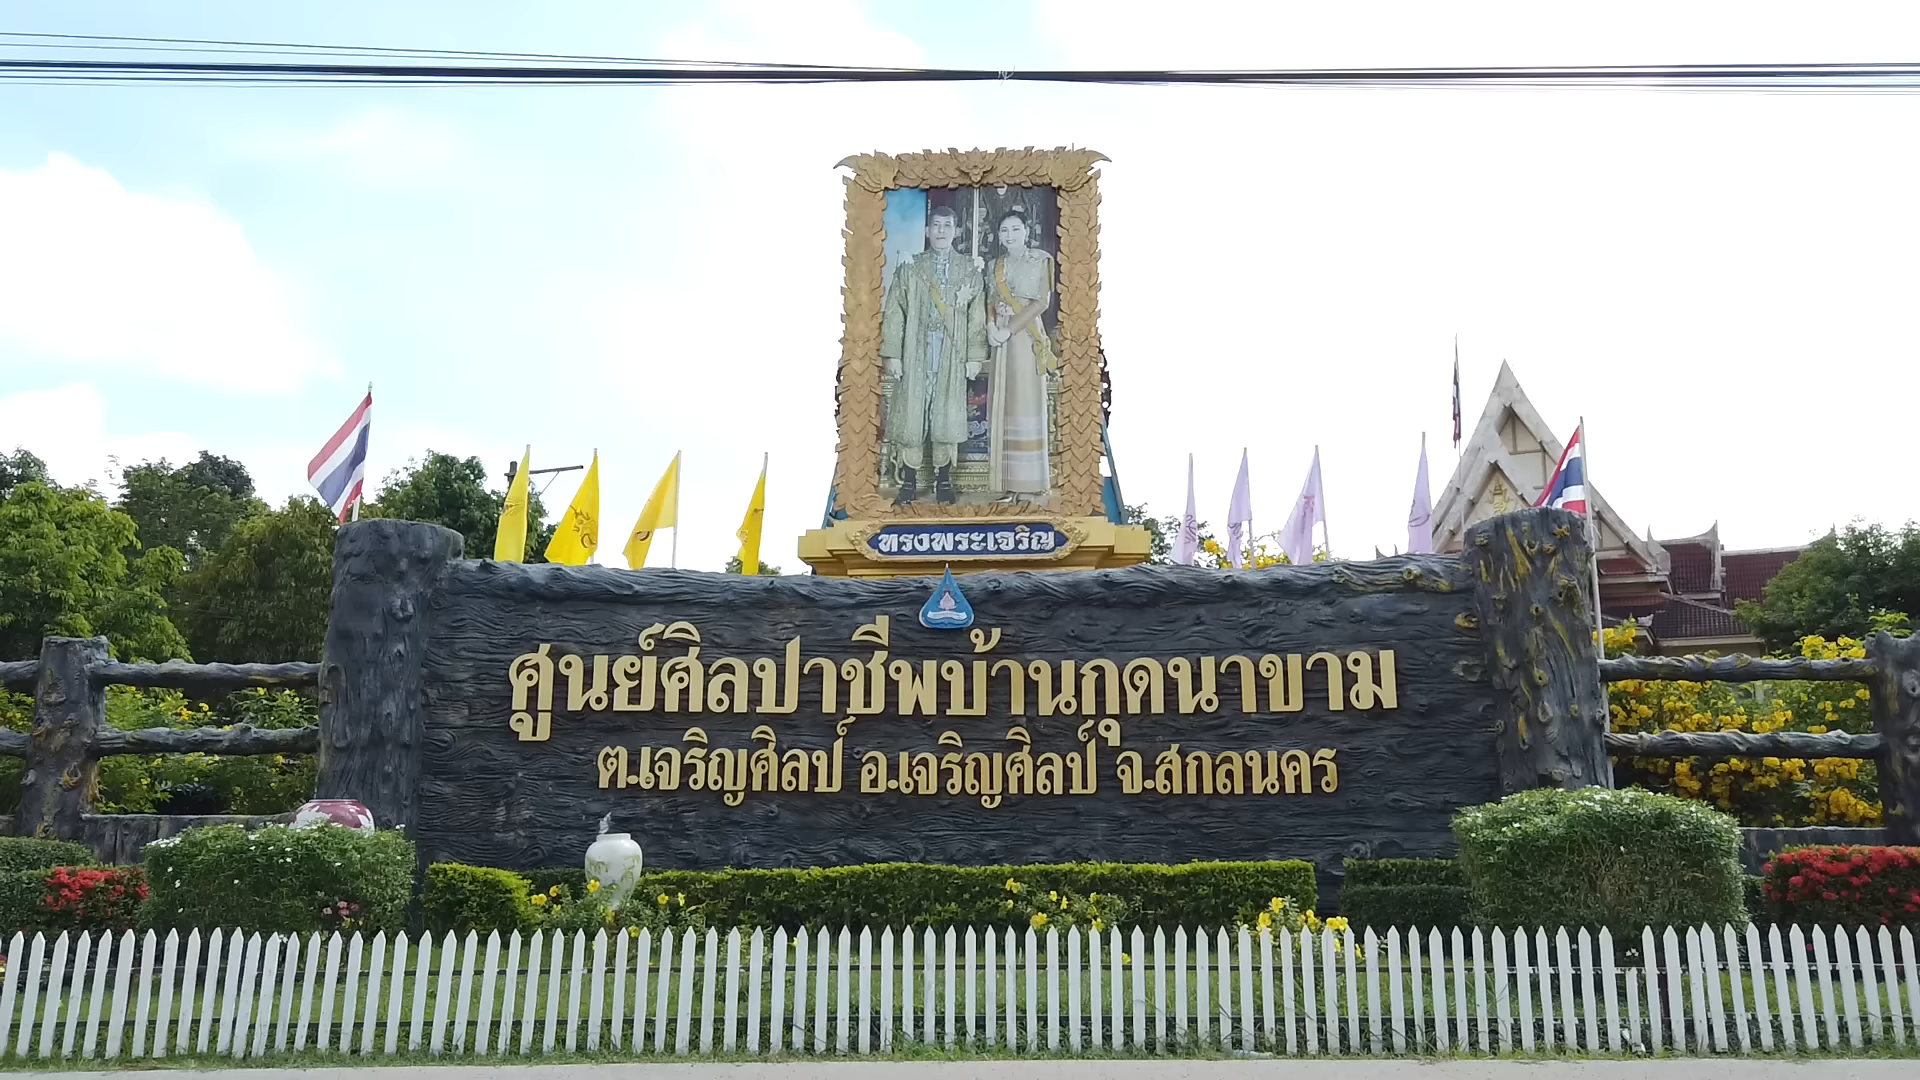 ทรงพระเจริญ
ศูนย์ศิลปาชีพบ้านกุดนาขาม
ต.เจริญศิลป์ อ.เจริญศิลป์ จ.สกลนคร